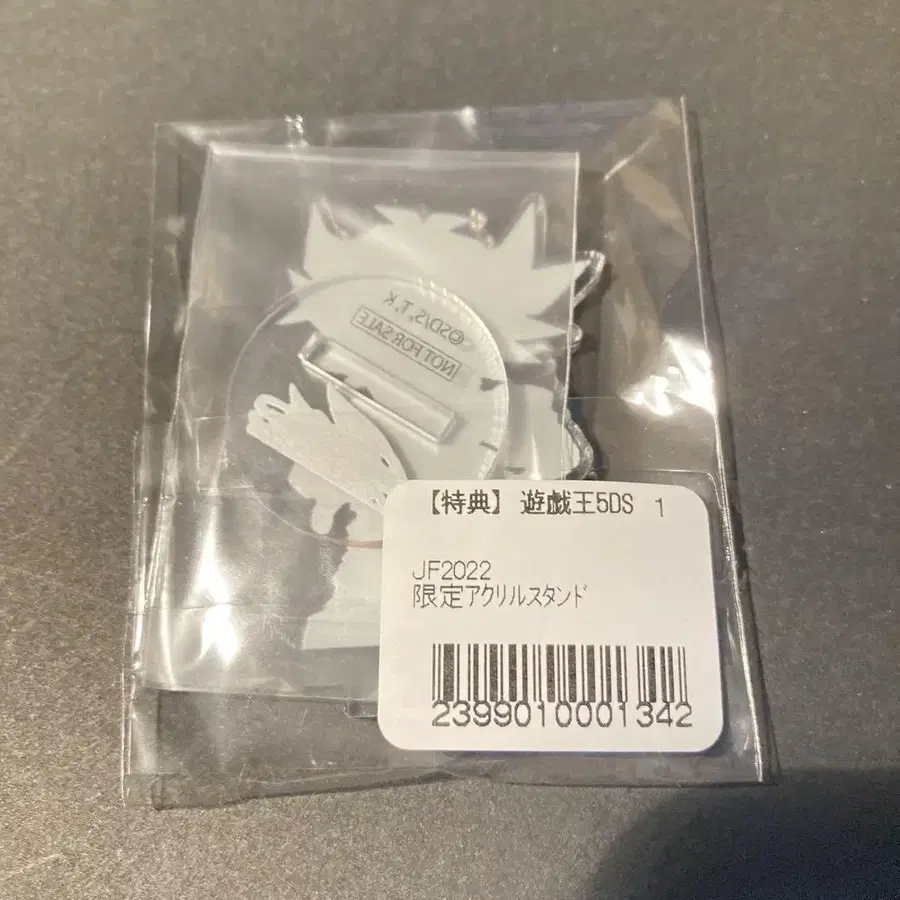 ©SD/S, T, K
NOT FOR SALE
【特典】 遊戯王5DS 1
JF2022
限定アクリルスタンド
2399010001342